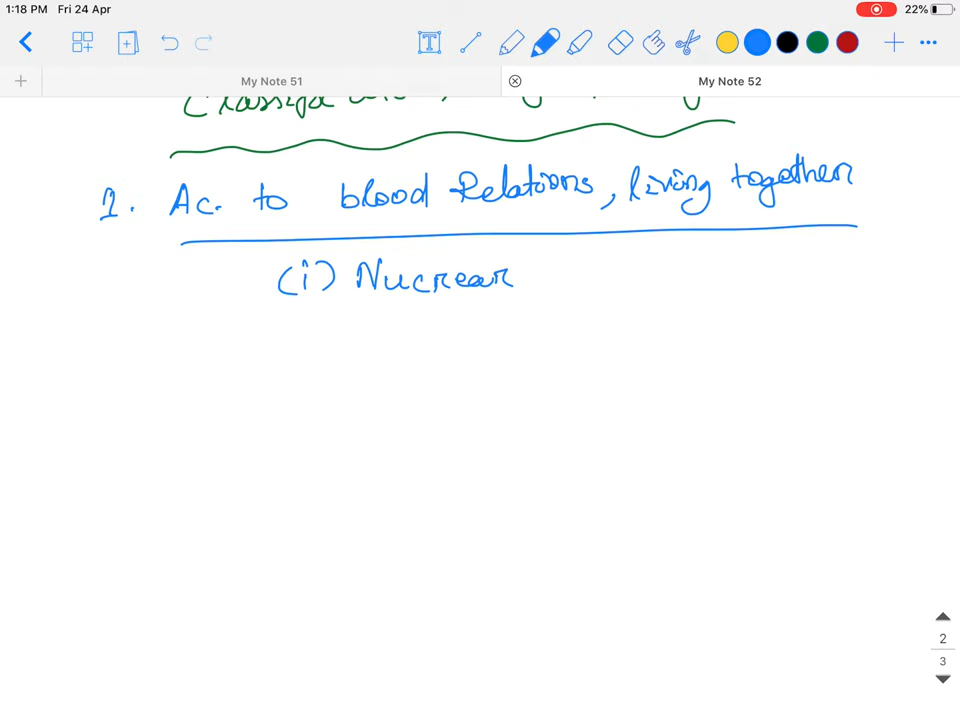 1:18 PM Fri 24 Apr 22%
My Note 51 My Note 52
1. Ac. to blood Relations, living together
(i) Nuclear
2
3